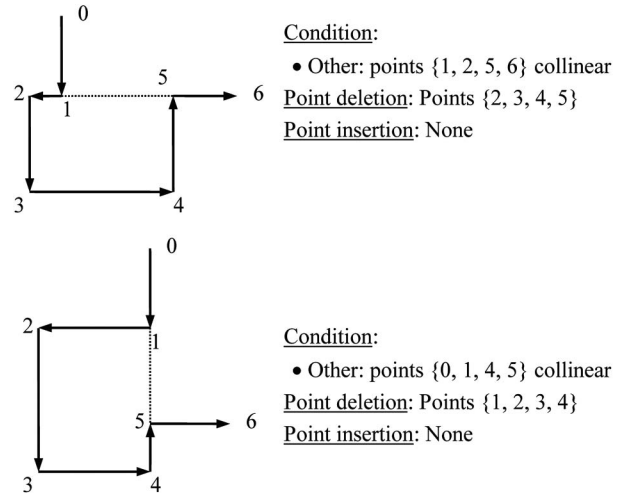 0
Condition:
• Other: points {1, 2, 5, 6} collinear
5
2
1
6
Point deletion: Points {2, 3, 4, 5}
Point insertion: None
3
4
0
2
1
Condition:
• Other: points {0, 1, 4, 5} collinear
Point deletion: Points {1, 2, 3, 4}
5
6
Point insertion: None
3
4